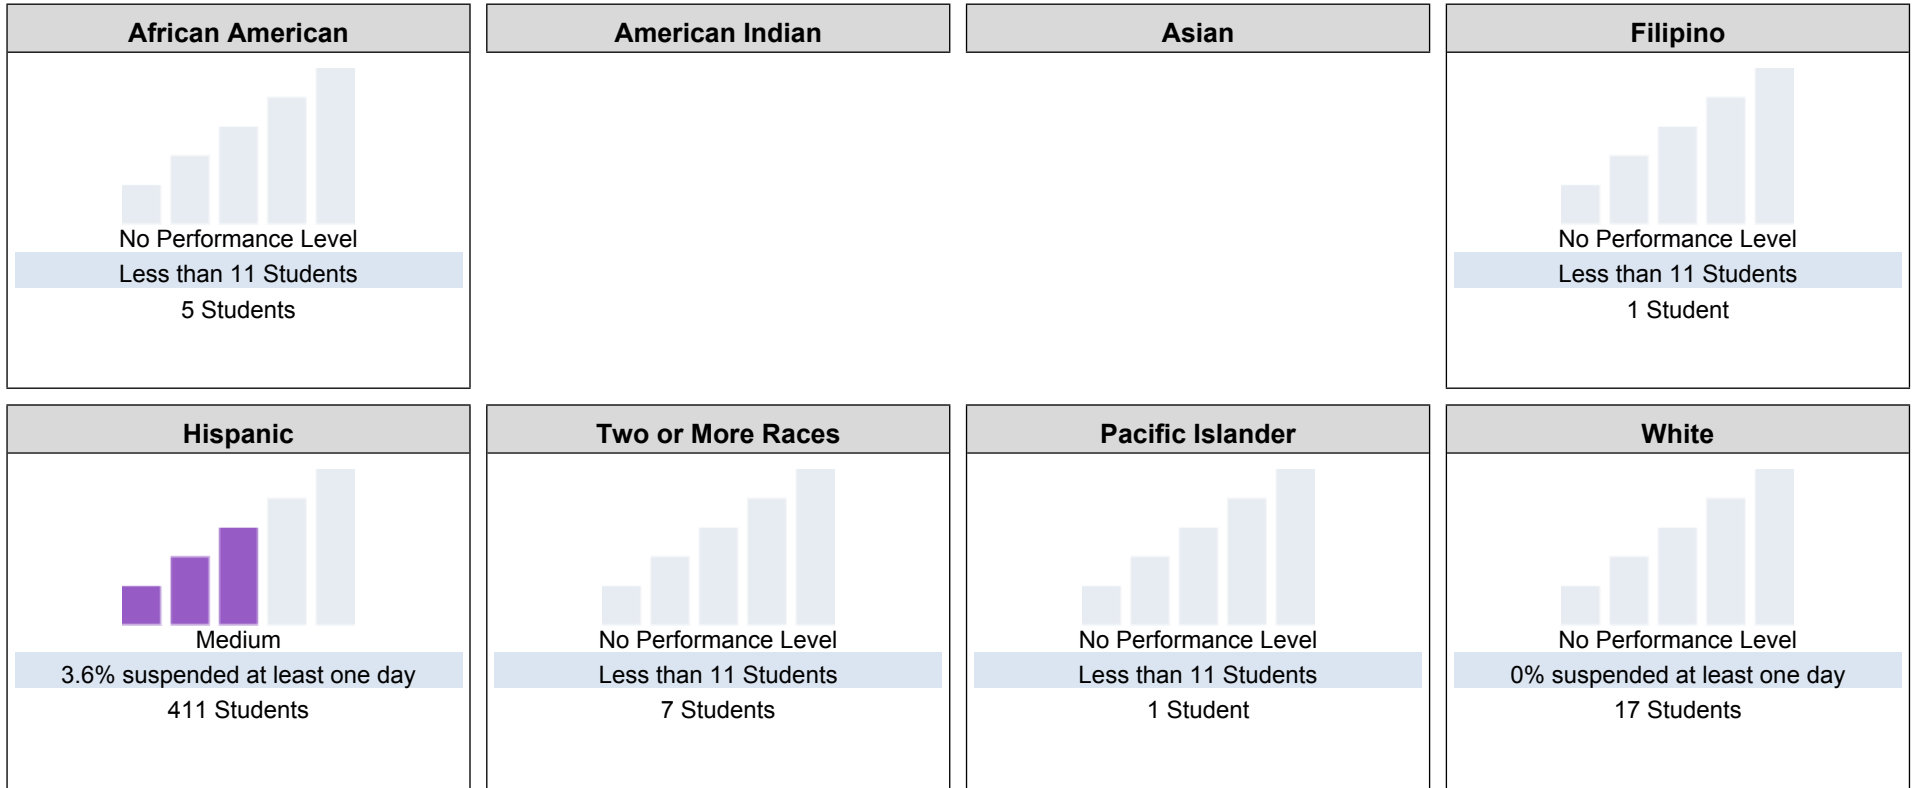 African American
No Performance Level
Less than 11 Students
5 Students
American Indian
Asian
Filipino
No Performance Level
Less than 11 Students
1 Student
Hispanic
Medium
3.6% suspended at least one day
411 Students
Two or More Races
No Performance Level
Less than 11 Students
7 Students
Pacific Islander
No Performance Level
Less than 11 Students
1 Student
White
No Performance Level
0% suspended at least one day
17 Students